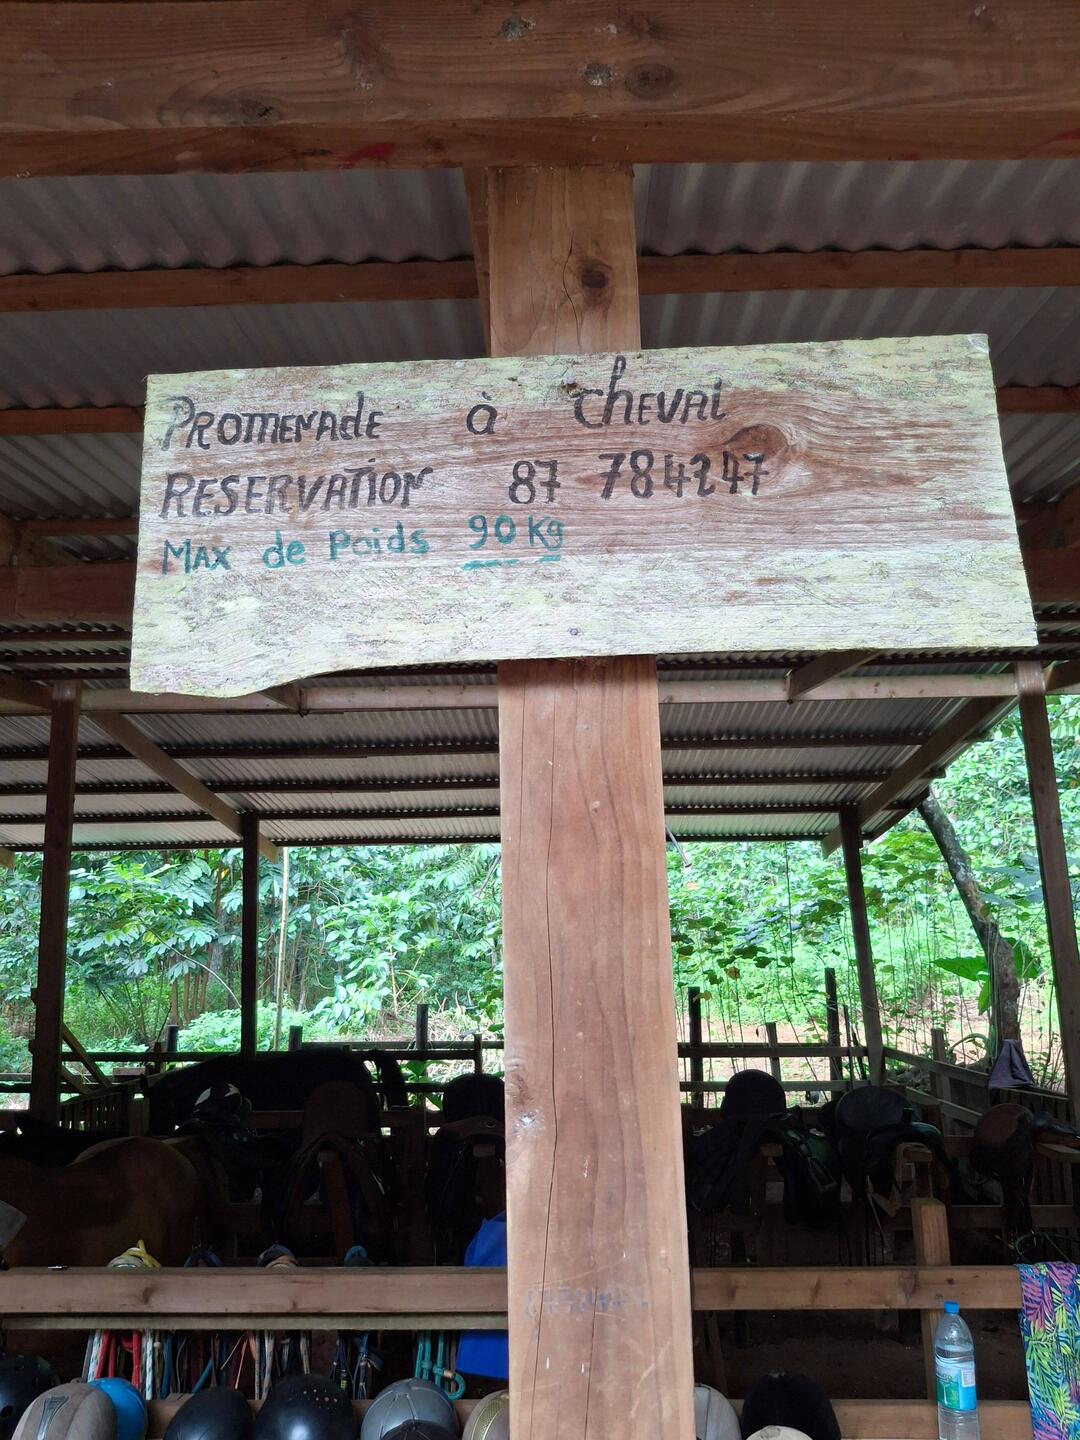 PROMENAdE à chEVAl
RESERVATION 87 784247
MAX de Poids 90 Kg